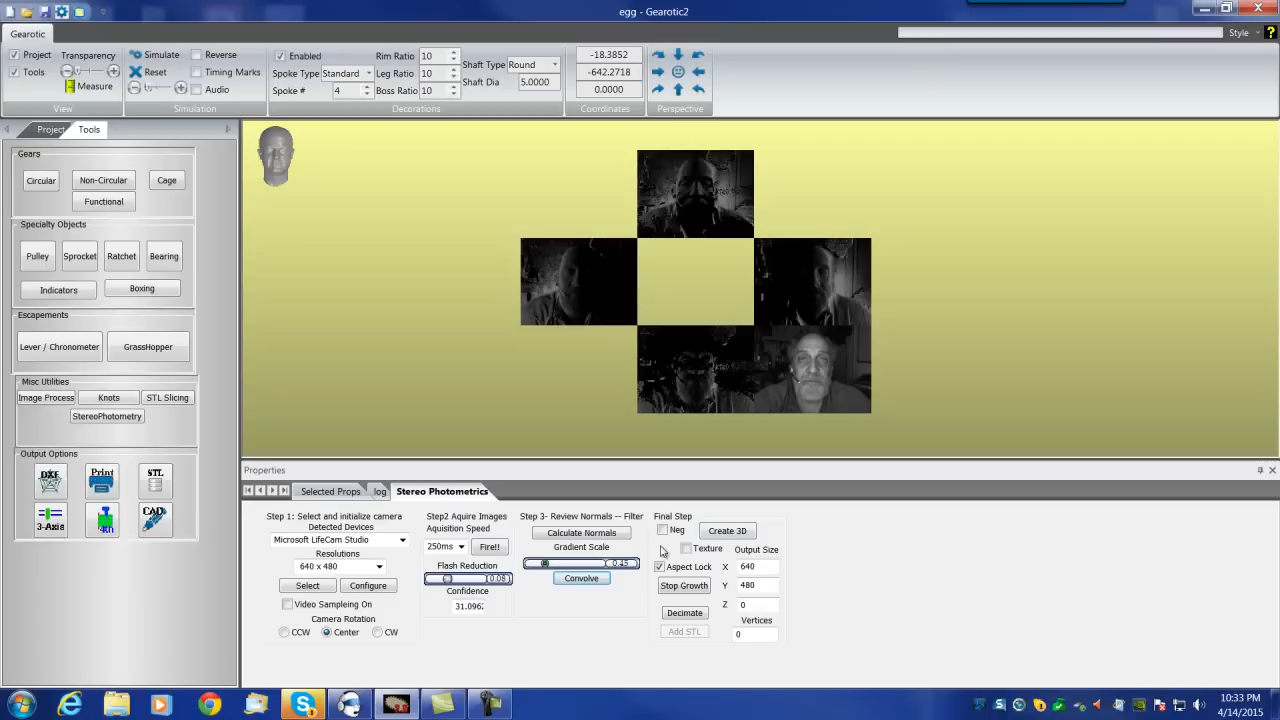 egg - Gearotic2
Gearotic
Style
Project
Transparency
Simulate
Reverse
Enabled
Rim Ratio 10
Shaft Type Round
-18.3852
Tools
Reset
Timing Marks
Spoke Type Standard
Leg Ratio 10
Shaft Dia 5.0000
-642.2718
Measure
Audio
Spoke # 4
Boss Ratio 10
0.0000
View
Simulation
Decorations
Coordinates
Perspective
Project
Tools
Gears
Circular
Non-Circular
Cage
Functional
Specialty Objects
Pulley
Sprocket
Ratchet
Bearing
Indicators
Boxing
Escapements
Lever / Chronometer
GrassHopper
Misc Utilities
Image Process
Knots
STL Slicing
StereoPhotometry
Output Options
DXF
Print
STL
3-Axis
4th
CAD
Properties
Selected Props
log
Stereo Photometrics
Step 1: Select and initialize camera
Detected Devices
Microsoft LifeCam Studio
Resolutions
640 x 480
Select
Configure
Video Sampleing On
Camera Rotation
CCW
Center
CW
Step2 Aquire Images
Aquisition Speed
250ms
Fire!!
Flash Reduction
0.08
Confidence
31.0962
Step 3- Review Normals -- Filter
Calculate Normals
Gradient Scale
0.45
Convolve
Final Step
Neg
Create 3D
Texture
Output Size
Aspect Lock
X 640
Stop Growth
Y 480
Z 0
Decimate
Vertices
Add STL
0
10:33 PM
4/14/2015